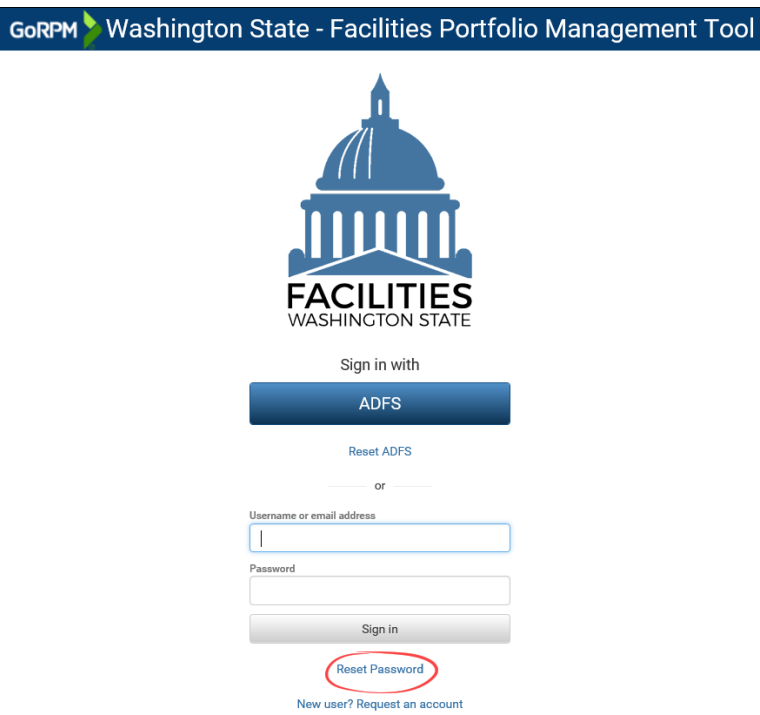 GoRPM Washington State - Facilities Portfolio Management Tool
FACILITIES
WASHINGTON STATE
Sign in with
ADFS
Reset ADFS
or
Username or email address
Password
Sign in
Reset Password
New user? Request an account